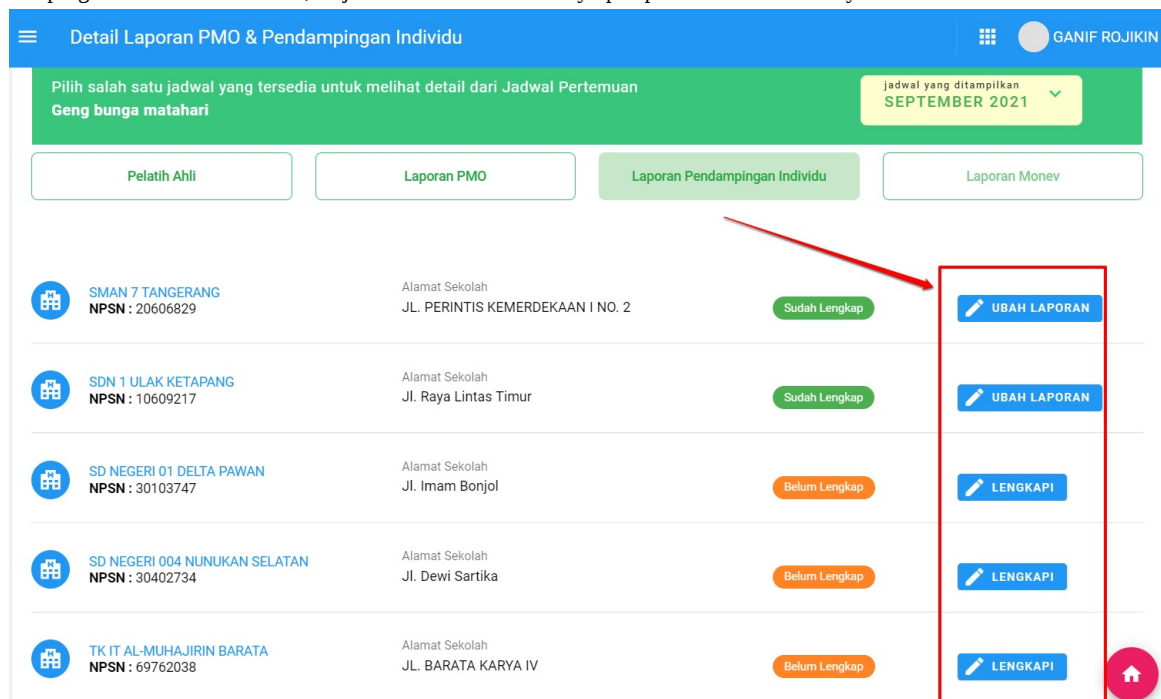 Detail Laporan PMO & Pendampingan Individu
GANIF ROJIKIN
Pilih salah satu jadwal yang tersedia untuk melihat detail dari Jadwal Pertemuan
Geng bunga matahari
jadwal yang ditampilkan
SEPTEMBER 2021
Pelatih Ahli
Laporan PMO
Laporan Pendampingan Individu
Laporan Monev
SMAN 7 TANGERANG
NPSN : 20606829
Alamat Sekolah
JL. PERINTIS KEMERDEKAAN I NO. 2
Sudah Lengkap
UBAH LAPORAN
SDN 1 ULAK KETAPANG
NPSN : 10609217
Alamat Sekolah
Jl. Raya Lintas Timur
Sudah Lengkap
UBAH LAPORAN
SD NEGERI 01 DELTA PAWAN
NPSN : 30103747
Alamat Sekolah
Jl. Imam Bonjol
Belum Lengkap
LENGKAPI
SD NEGERI 004 NUNUKAN SELATAN
NPSN : 30402734
Alamat Sekolah
Jl. Dewi Sartika
Belum Lengkap
LENGKAPI
TK IT AL-MUHAJIRIN BARATA
NPSN : 69762038
Alamat Sekolah
JL. BARATA KARYA IV
Belum Lengkap
LENGKAPI